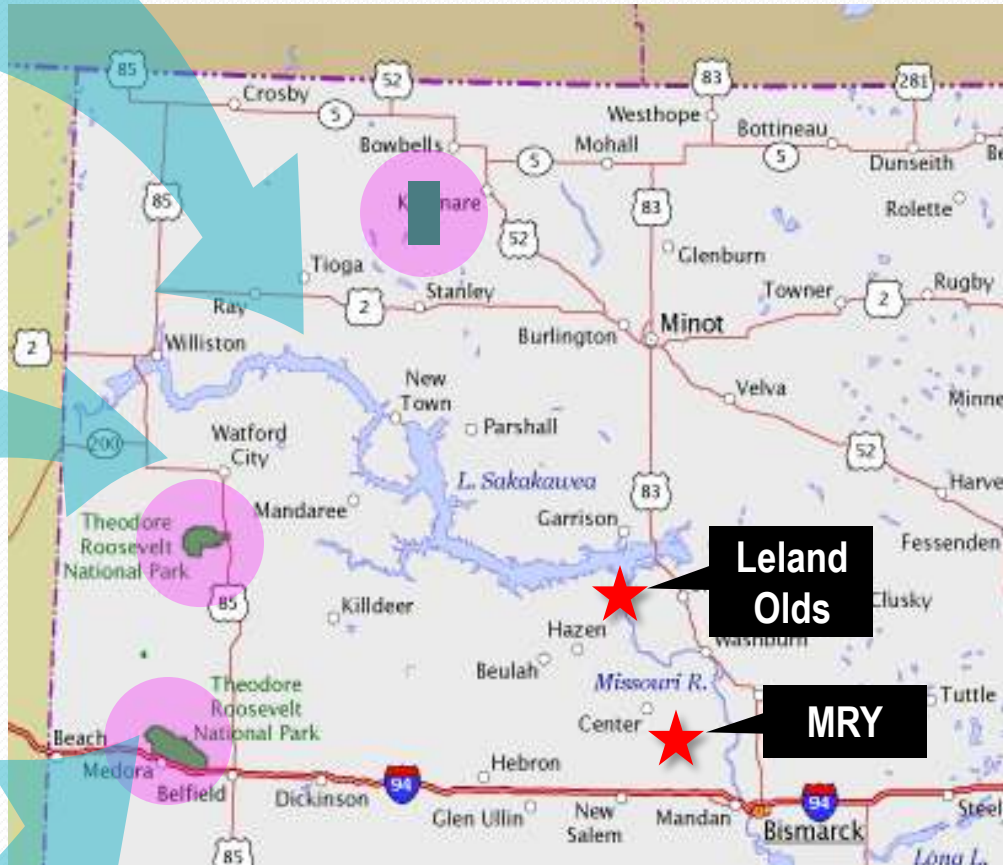 85
52
83
281
Crosby
5
Westhope
Bottineau
Bowbells
5
Mohall
5
Dunseith
85
83
Rolette
52
Glenburn
Tioga
Ray
2
Stanley
Towner
2
Rugby
2
Williston
Burlington
Minot
New
Town
Velva
200
Watford
City
Parshall
52
L. Sakakawea
83
Mandaree
Garrison
Theodore
Roosevelt
National Park
Fessenden
Leland
Olds
85
Killdeer
Hazen
Washburn
Beulah
Missouri R.
Theodore
Roosevelt
National Park
Center
MRY
Tuttle
Beach
Medora
Belfield
Dickinson
94
Hebron
Glen Ullin
New
Salem
Mandan
94
Bismarck
85
Long L.